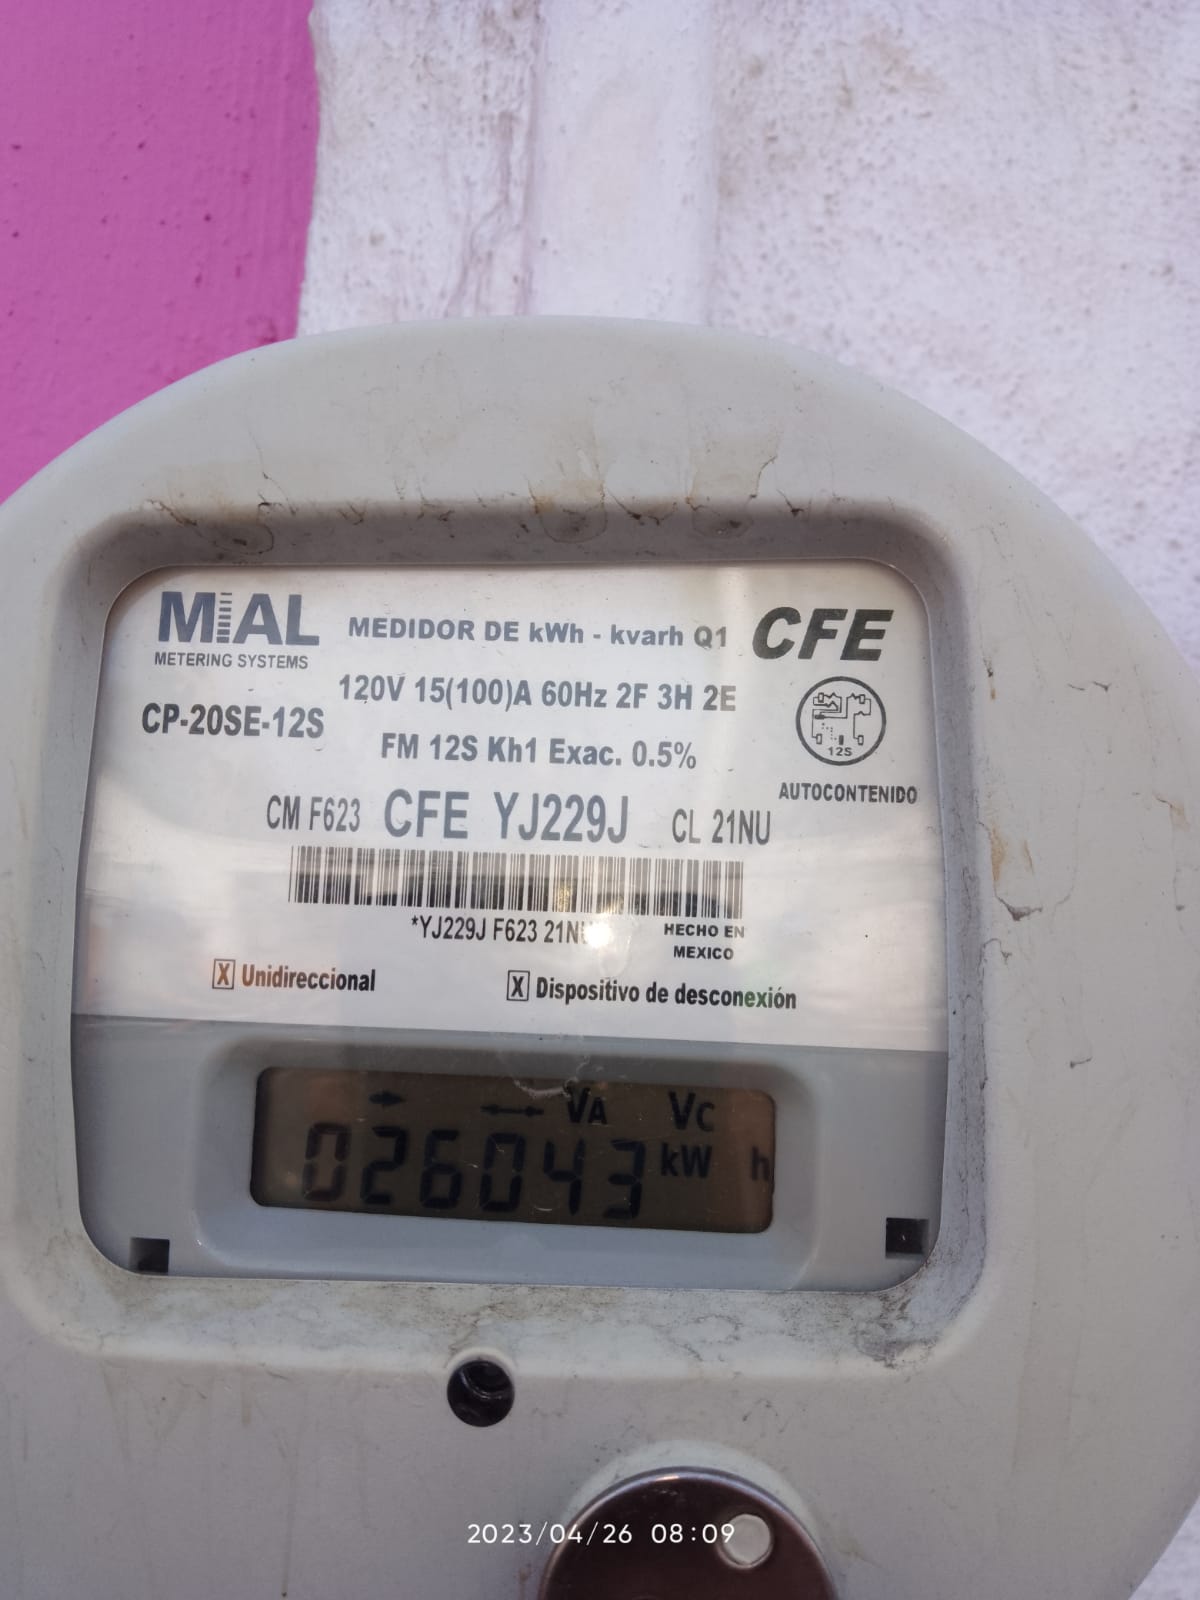 MIAL
METERING SYSTEMS
MEDIDOR DE kWh - kvarh Q1
CFE
120V 15(100)A 60Hz 2F 3H 2E
CP-20SE-12S
FM 12S Kh1 Exac. 0.5%
12S
AUTOCONTENIDO
CM F623 CFE YJ229J CL 21NU
*YJ229J F623
HECHO EN
MEXICO
X Unidireccional
X Dispositivo de desconexión
VA VC
026043 kW h
2023/04/26 08:09